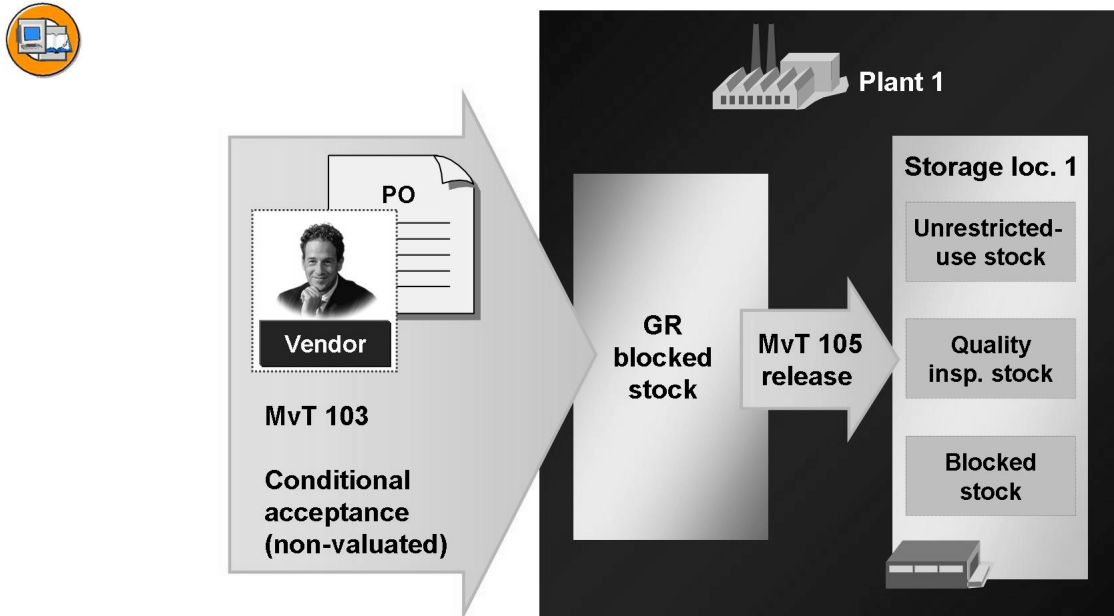 Plant 1
PO
Vendor
MvT 103
Conditional
acceptance
(non-valuated)
GR
blocked
stock
MvT 105
release
Storage loc. 1
Unrestricted-
use stock
Quality
insp. stock
Blocked
stock